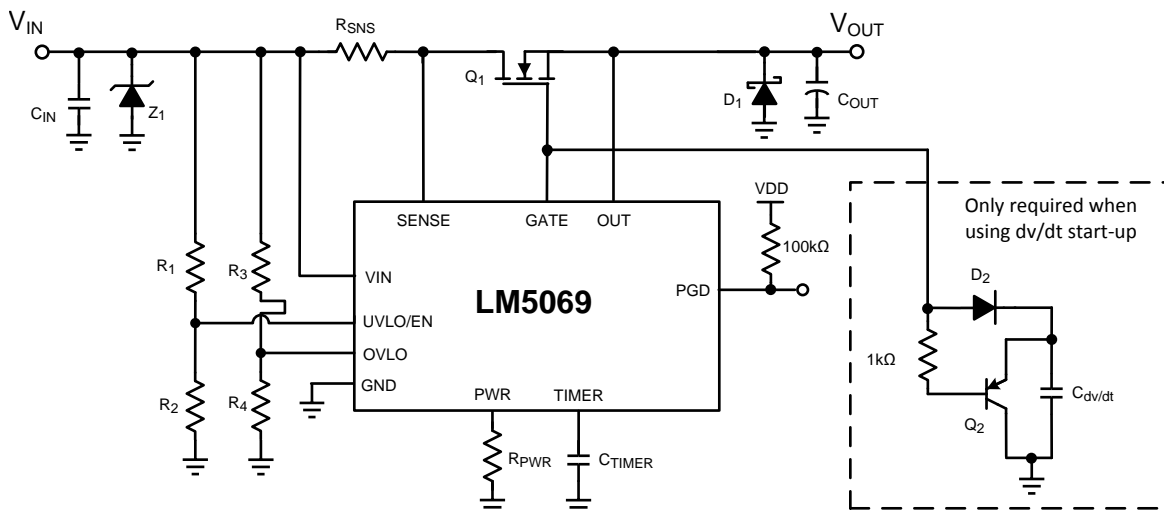 VIN
VOUT
RSNS
Q1
CIN
Z1
D1
COUT
SENSE
GATE
OUT
VDD
100kΩ
Only required when
using dv/dt start-up
R1
R3
VIN
LM5069
PGD
D2
UVLO/EN
1kΩ
OVLO
GND
R2
R4
PWR
TIMER
Q2
Cdv/dt
RPWR
CTIMER